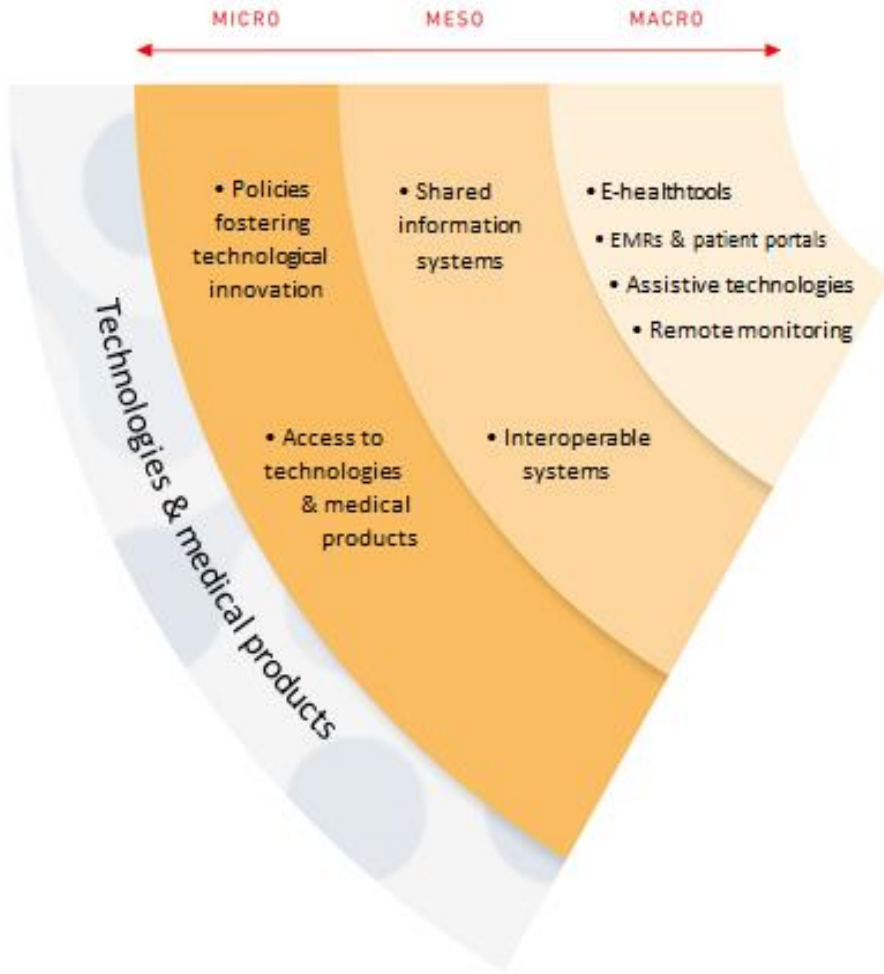 MICRO MESO MACRO
• Policies
fostering
technological
innovation
• Access to
technologies
& medical
products
• Shared
information
systems
• Interoperable
systems
• E-healthtools
• EMRs & patient portals
• Assistive technologies
• Remote monitoring
Technologies & medical products